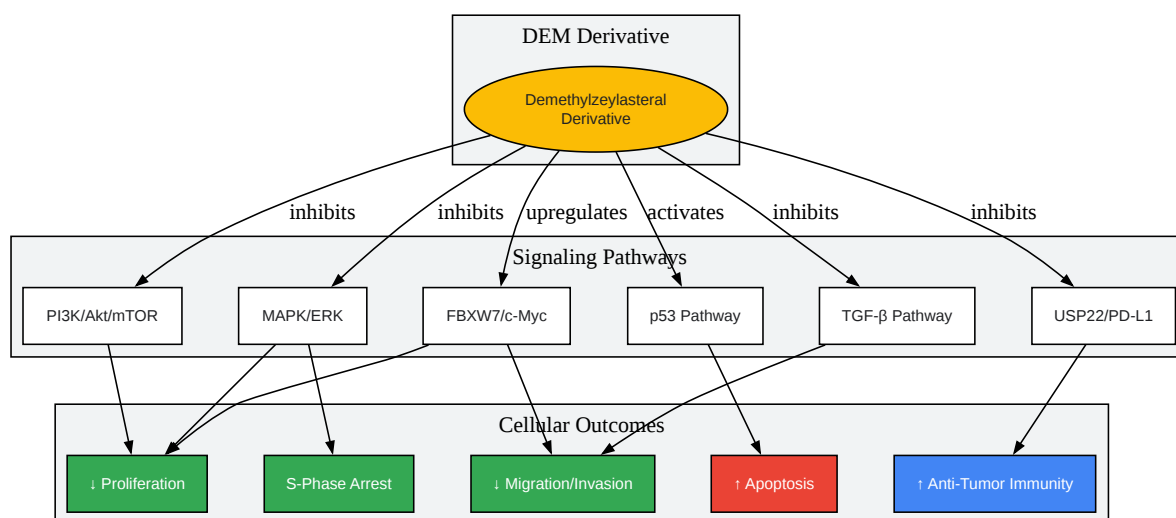 DEM Derivative
Demethylzeylasteral
Derivative
inhibits
inhibits
upregulates
activates
inhibits
inhibits
Signaling Pathways
PI3K/Akt/mTOR
MAPK/ERK
FBXW7/c-Myc
p53 Pathway
TGF-β Pathway
USP22/PD-L1
Cellular Outcomes
↓ Proliferation
S-Phase Arrest
↓ Migration/Invasion
↑ Apoptosis
↑ Anti-Tumor Immunity